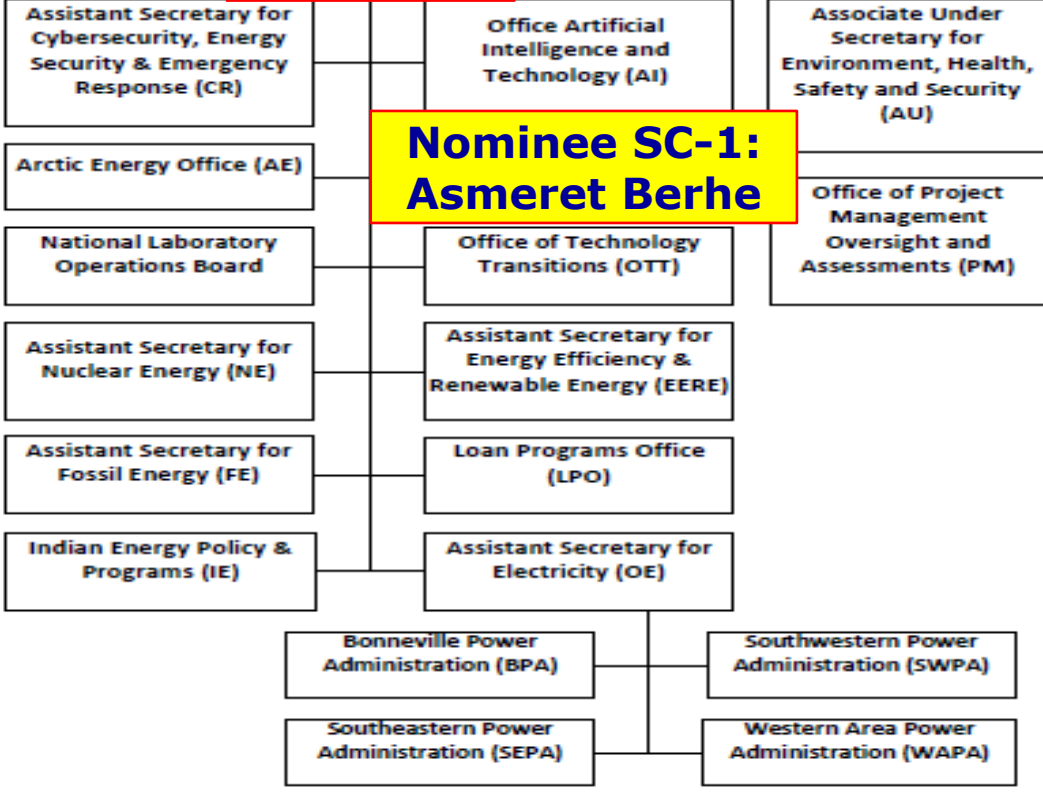 Assistant Secretary for
Cybersecurity, Energy
Security & Emergency
Response (CR)
Office Artificial
Intelligence and
Technology (AI)
Associate Under
Secretary for
Environment, Health,
Safety and Security
(AU)
Arctic Energy Office (AE)
Nominee SC-1:
Asmeret Berhe
Office of Project
Management
Oversight and
Assessments (PM)
National Laboratory
Operations Board
Office of Technology
Transitions (OTT)
Assistant Secretary for
Nuclear Energy (NE)
Assistant Secretary for
Energy Efficiency &
Renewable Energy (EERE)
Assistant Secretary for
Fossil Energy (FE)
Loan Programs Office
(LPO)
Indian Energy Policy &
Programs (IE)
Assistant Secretary for
Electricity (OE)
Bonneville Power
Administration (BPA)
Southwestern Power
Administration (SWPA)
Southeastern Power
Administration (SEPA)
Western Area Power
Administration (WAPA)